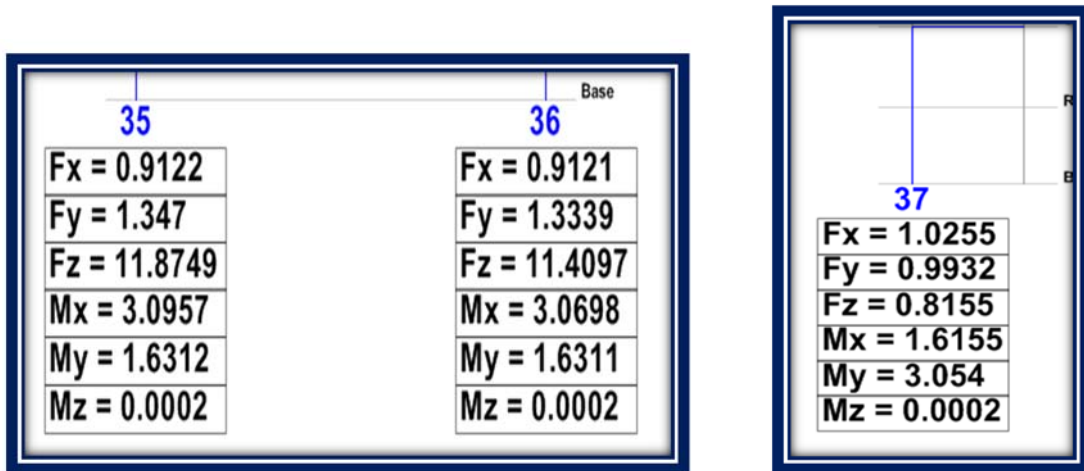 Base
35
36
Fx = 0.9122
Fy = 1.347
Fz = 11.8749
Mx = 3.0957
My = 1.6312
Mz = 0.0002
Fx = 0.9121
Fy = 1.3339
Fz = 11.4097
Mx = 3.0698
My = 1.6311
Mz = 0.0002
R
B
37
Fx = 1.0255
Fy = 0.9932
Fz = 0.8155
Mx = 1.6155
My = 3.054
Mz = 0.0002